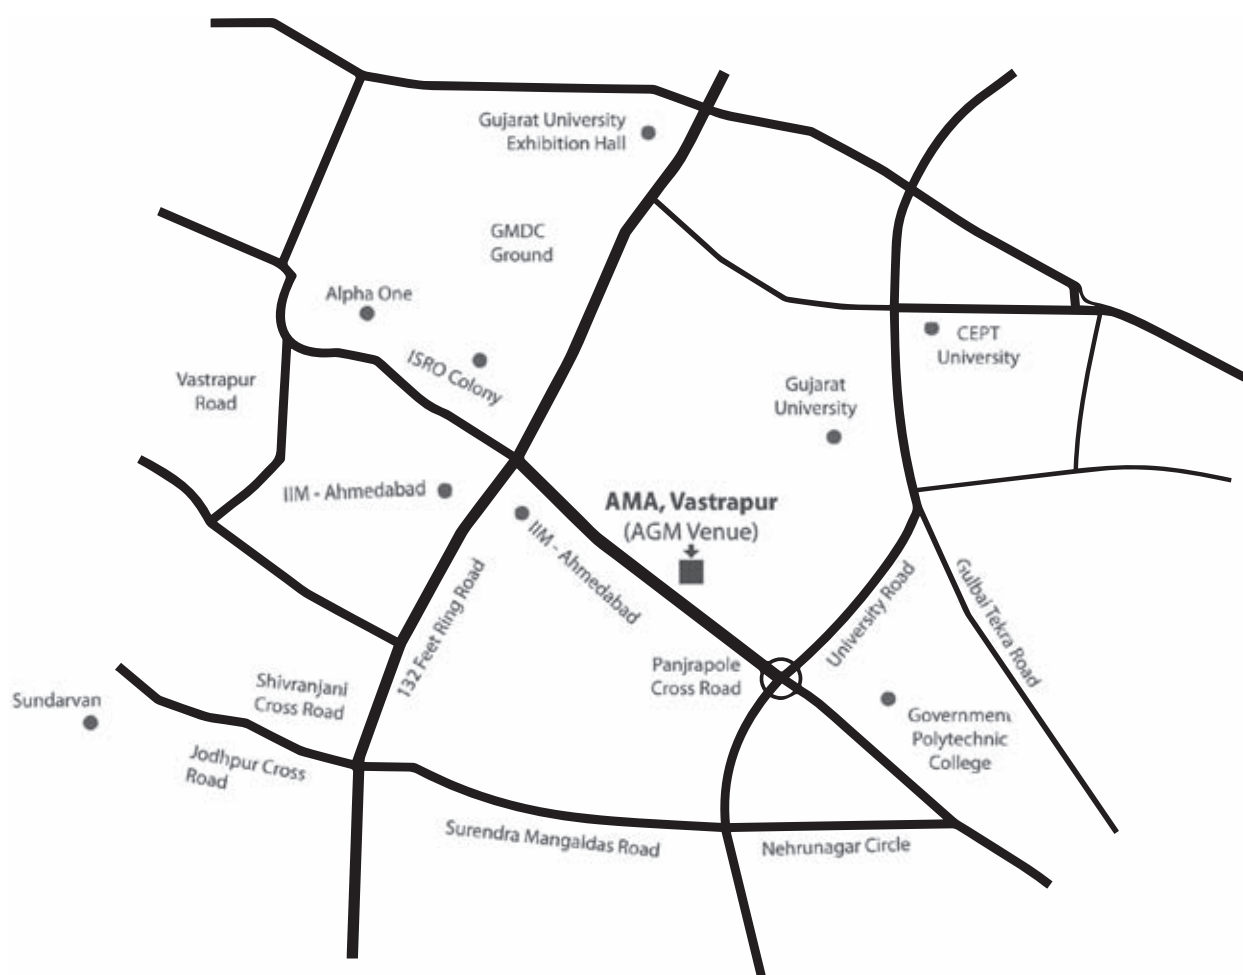 Gujarat University
Exhibition Hall
GMDC
Ground
Alpha One
ISRO Colony
CEPT
University
Vastrapur
Road
Gujarat
University
IIM - Ahmedabad
AMA, Vastrapur
(AGM Venue)
IIM - Ahmedabad
132 Feet Ring Road
University Road
Gulbai Tekra Road
Panjrapole
Cross Road
Shivranjani
Cross Road
Sundarvan
Government
Polytechnic
College
Jodhpur Cross
Road
Surendra Mangaldas Road
Nehrunagar Circle